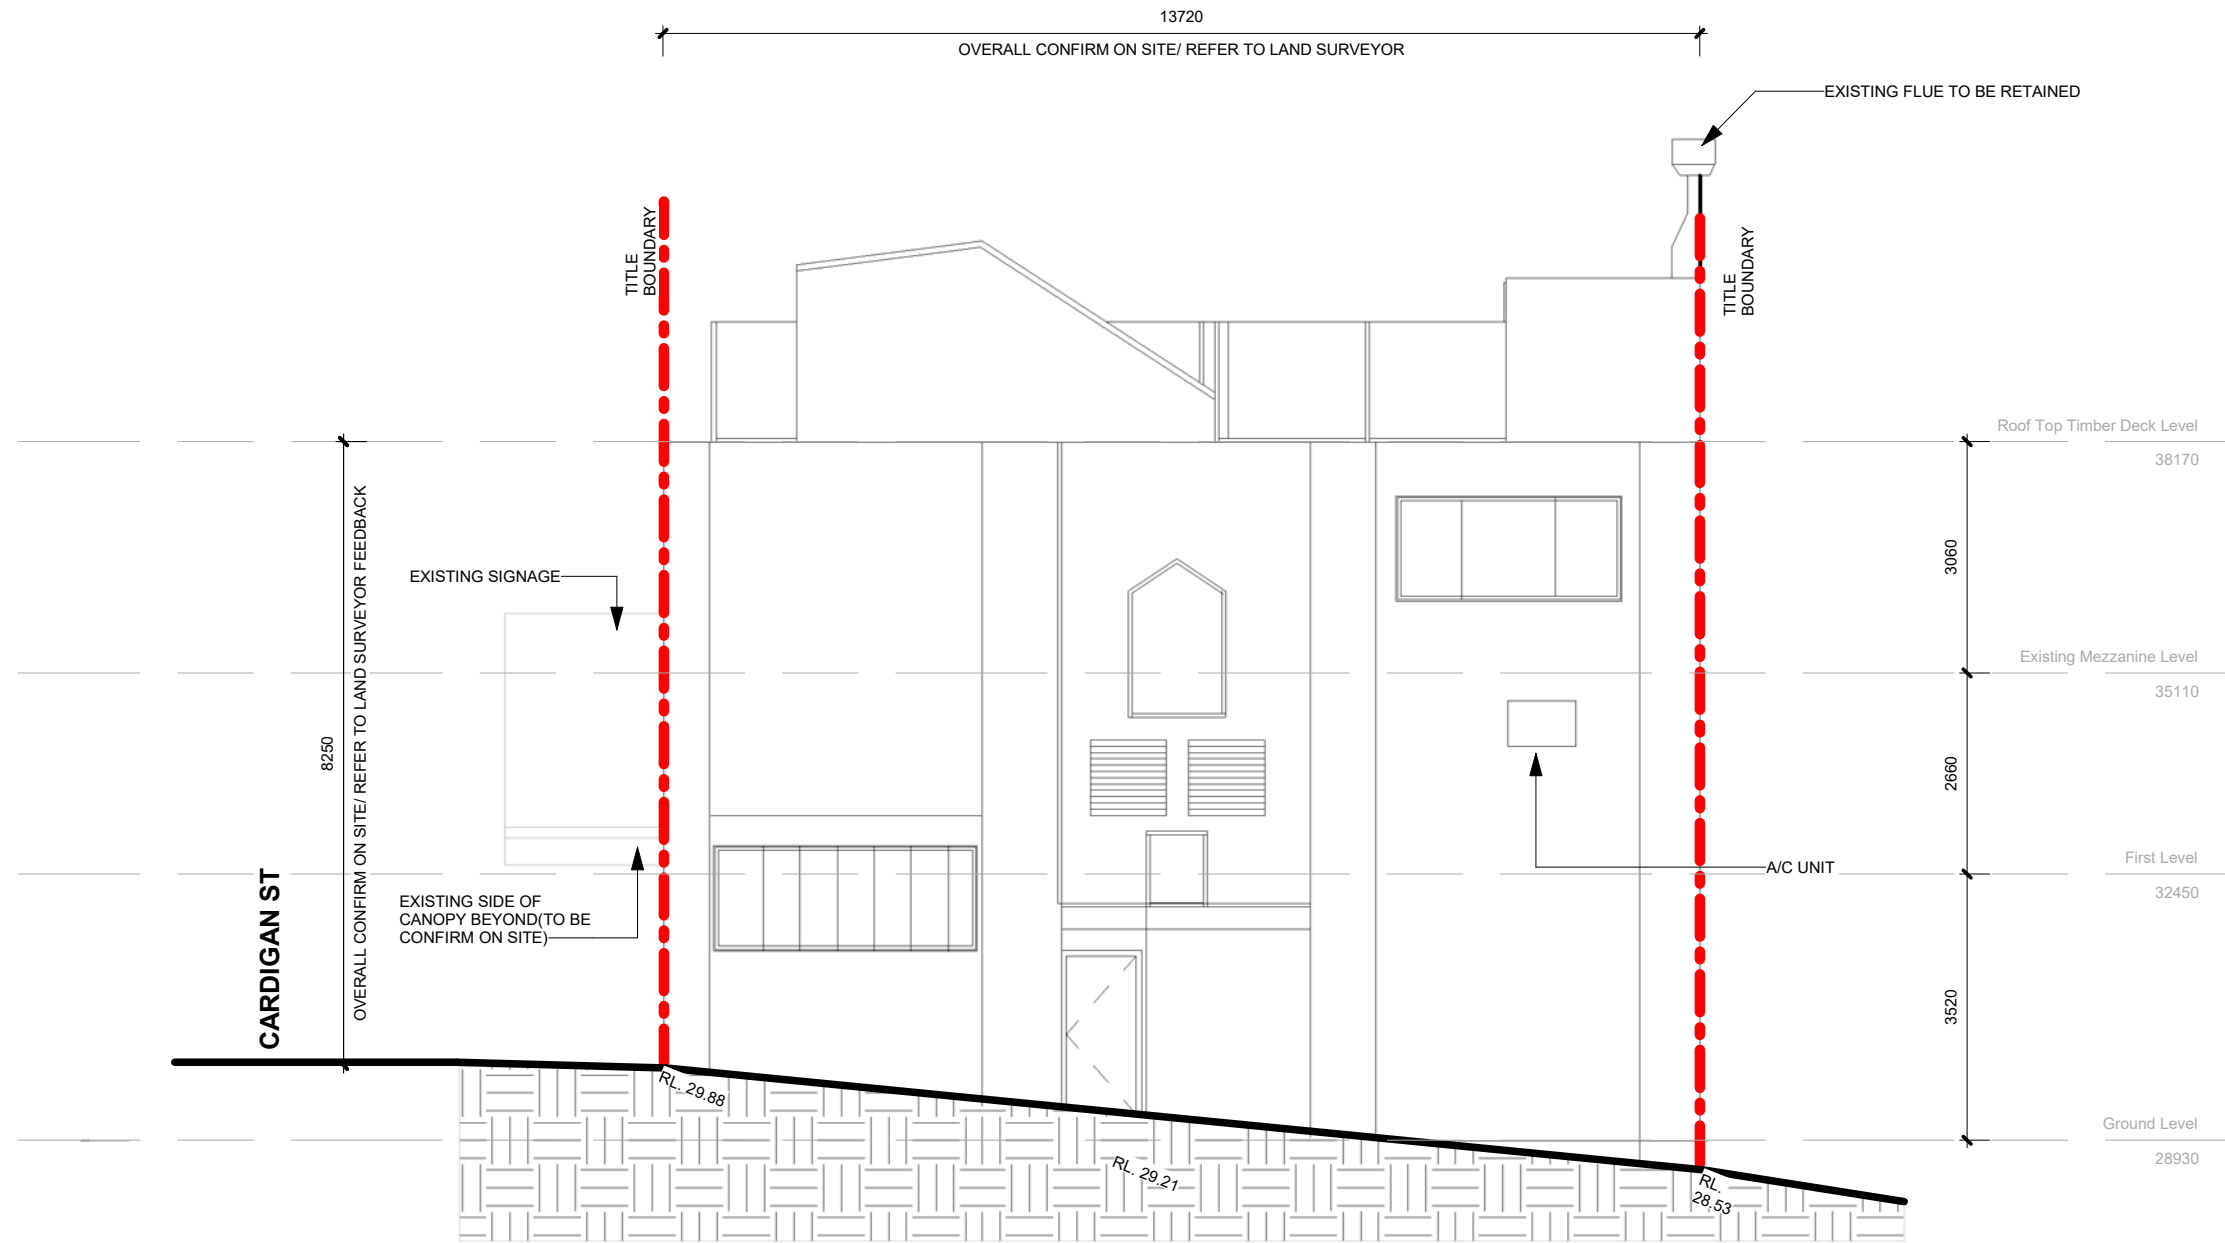 13720
OVERALL CONFIRM ON SITE/ REFER TO LAND SURVEYOR
EXISTING FLUE TO BE RETAINED
TITLE
BOUNDARY
TITLE
BOUNDARY
Roof Top Timber Deck Level
38170
EXISTING SIGNAGE
3060
Existing Mezzanine Level
35110
8250
OVERALL CONFIRM ON SITE/ REFER TO LAND SURVEYOR FEEDBACK
2660
A/C UNIT
First Level
32450
CARDIGAN ST
EXISTING SIDE OF
CANOPY BEYOND(TO BE
CONFIRM ON SITE)
3520
RL. 29.88
Ground Level
28930
RL. 29.21
RL.
28.53